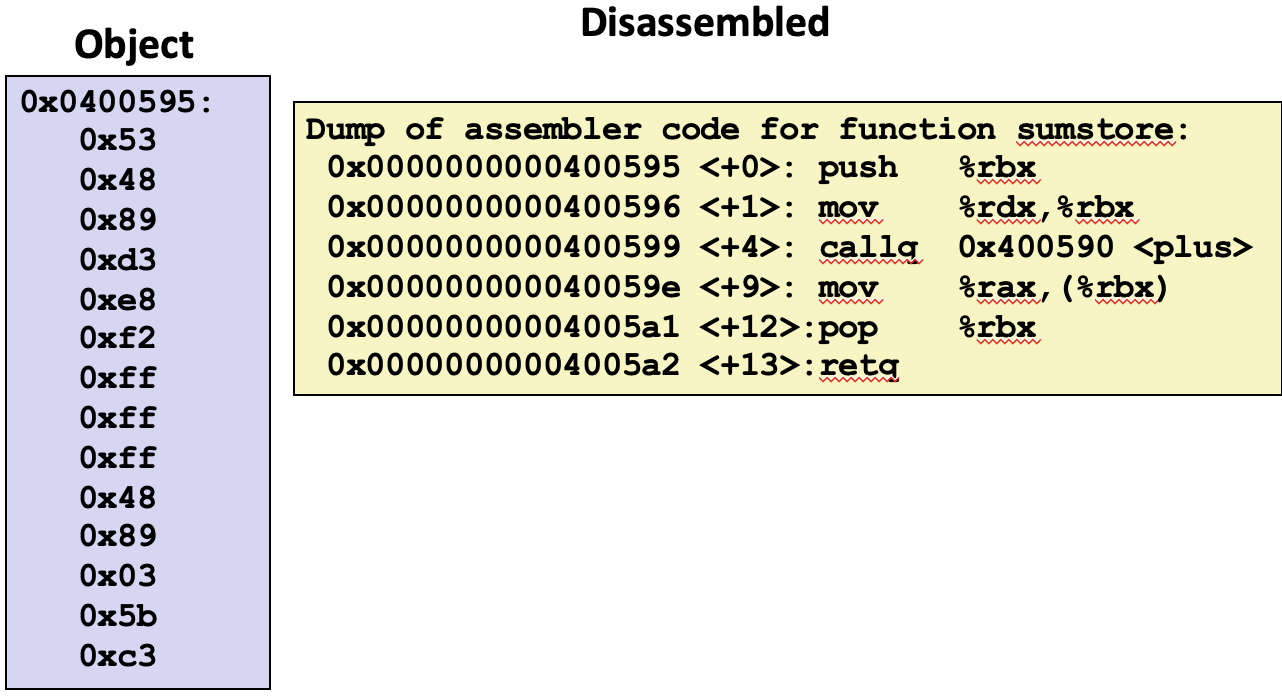 Object
0x0400595:
0x53
0x48
0x89
0xd3
0xe8
0xf2
0xff
0xff
0xff
0x48
0x89
0x03
0x5b
0xc3
Disassembled
Dump of assembler code for function sumstore:
0x0000000000400595 <+0>: push %rbx
0x0000000000400596 <+1>: mov %rdx,%rbx
0x0000000000400599 <+4>: callq 0x400590 <plus>
0x000000000040059e <+9>: mov %rax,(%rbx)
0x00000000004005a1 <+12>:pop %rbx
0x00000000004005a2 <+13>:retq